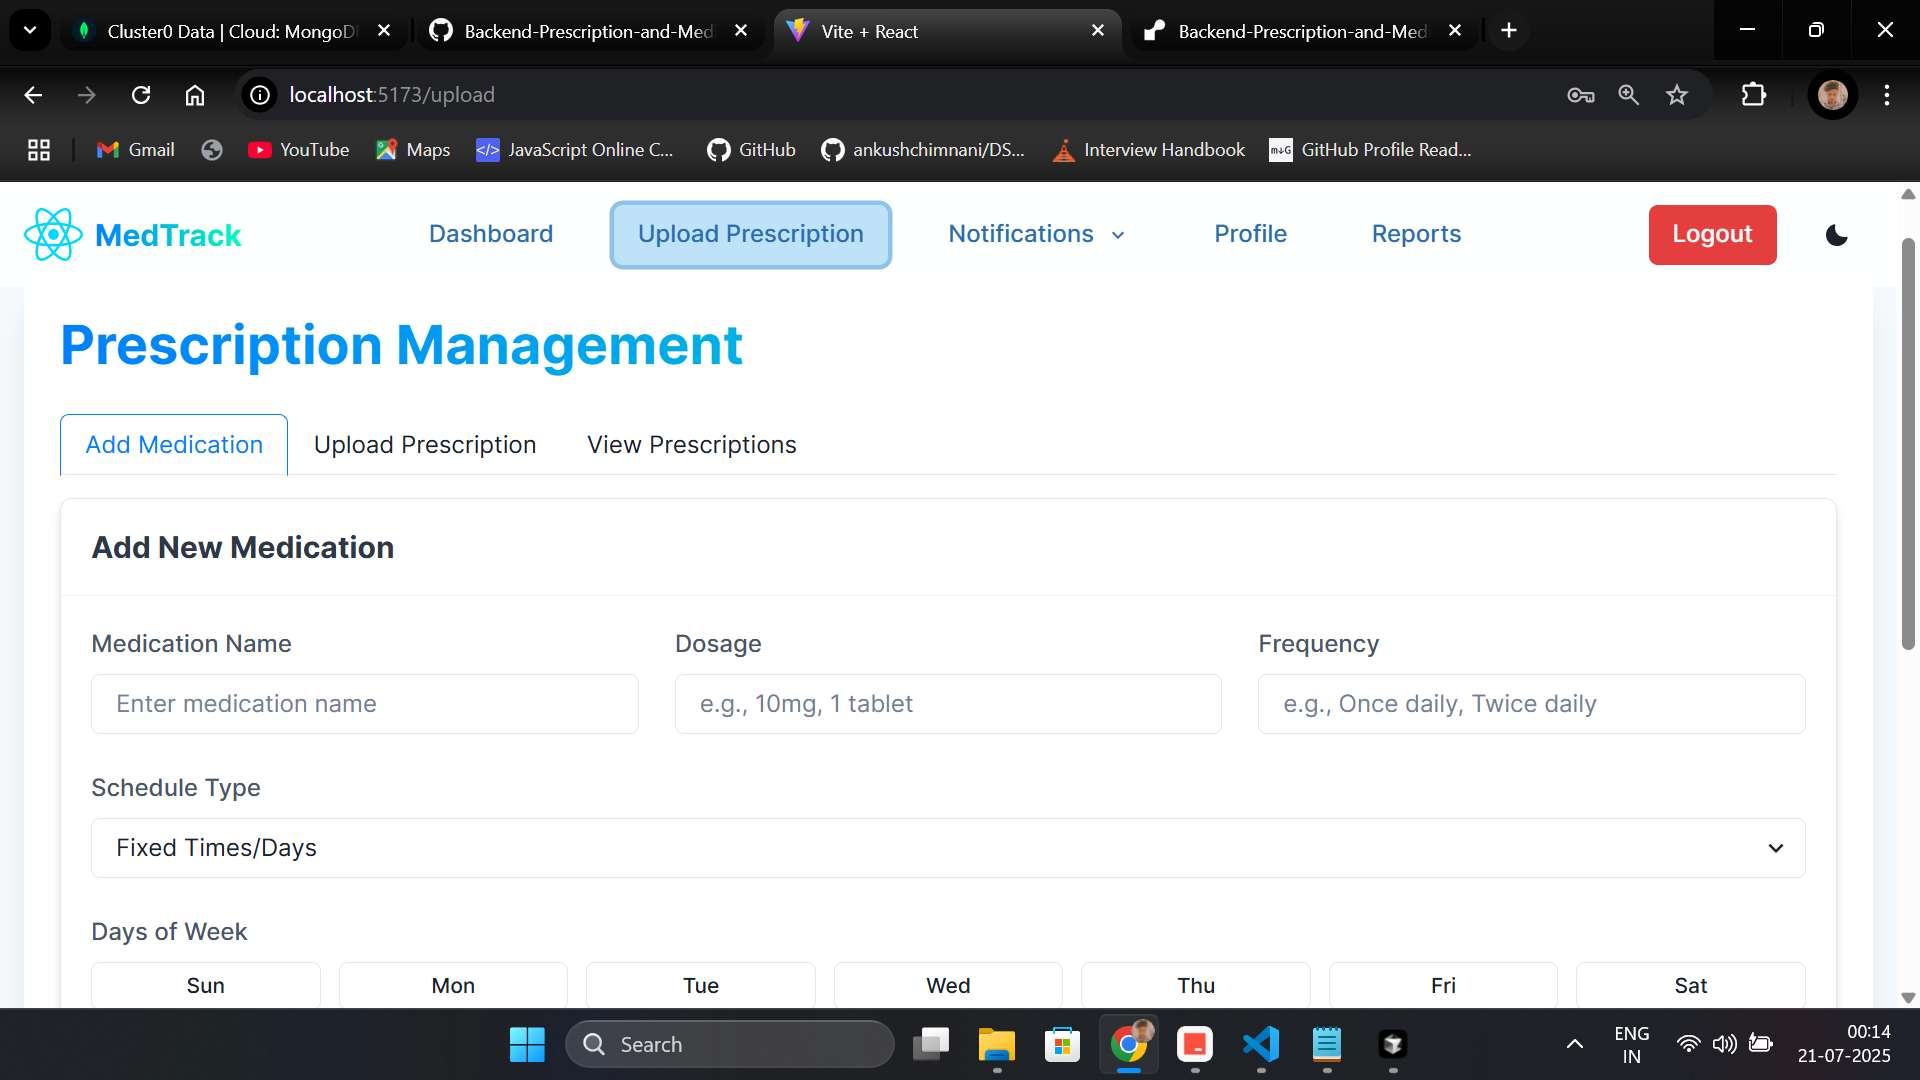 Cluster0 Data | Cloud: MongoD
Backend-Prescription-and-Med
Vite + React
Backend-Prescription-and-Med
localhost:5173/upload
Gmail
YouTube
Maps
</> JavaScript Online C...
GitHub
ankushchimnani/DS...
Interview Handbook
GitHub Profile Read...
MedTrack
Dashboard
Upload Prescription
Notifications
Profile
Reports
Logout
Prescription Management
Add Medication
Upload Prescription
View Prescriptions
Add New Medication
Medication Name
Dosage
Frequency
Enter medication name
e.g., 10mg, 1 tablet
e.g., Once daily, Twice daily
Schedule Type
Fixed Times/Days
Days of Week
Sun
Mon
Tue
Wed
Thu
Fri
Sat
Search
ENG
IN
00:14
21-07-2025